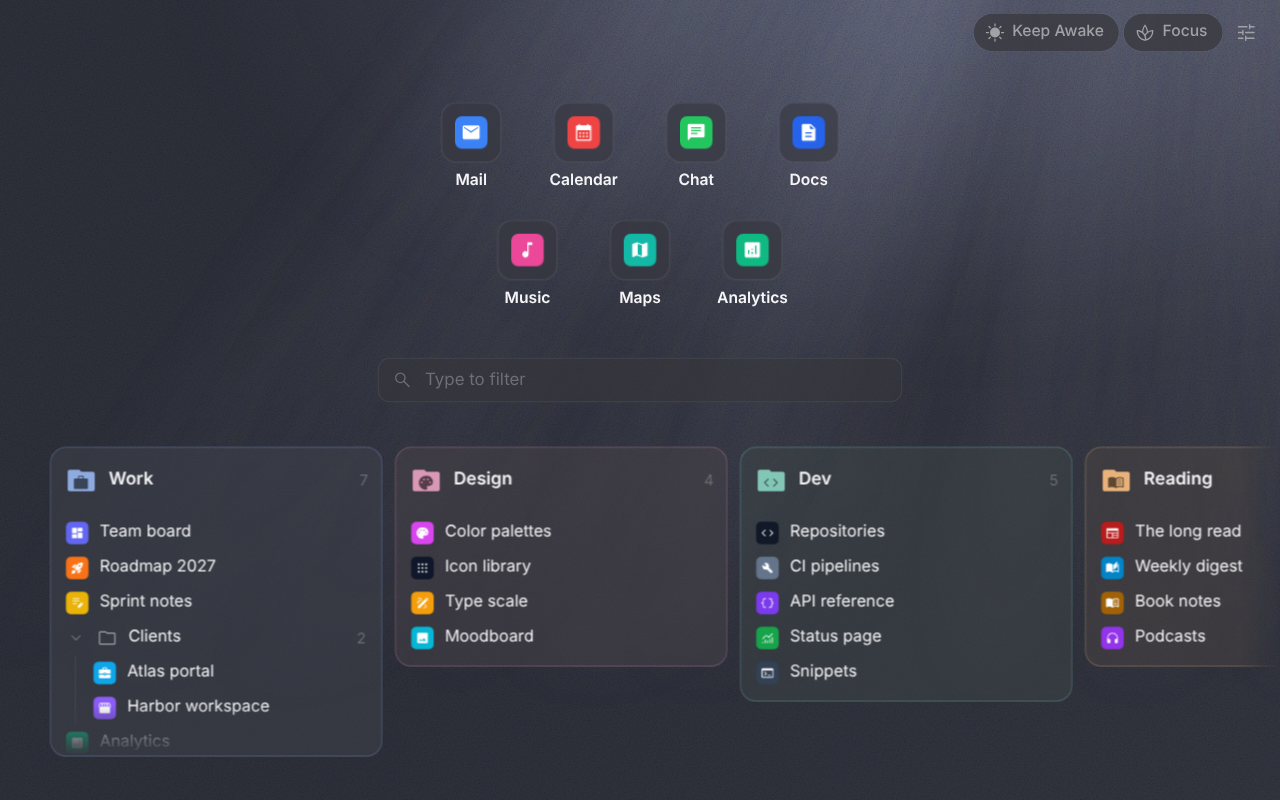 Keep Awake
Focus
Mail
Calendar
Chat
Docs
Music
Maps
Analytics
Type to filter
Work
7
Team board
Roadmap 2027
Sprint notes
Clients
2
Atlas portal
Harbor workspace
Analytics
Design
4
Color palettes
Icon library
Type scale
Moodboard
Dev
5
Repositories
CI pipelines
API reference
Status page
Snippets
Reading
The long read
Weekly digest
Book notes
Podcasts